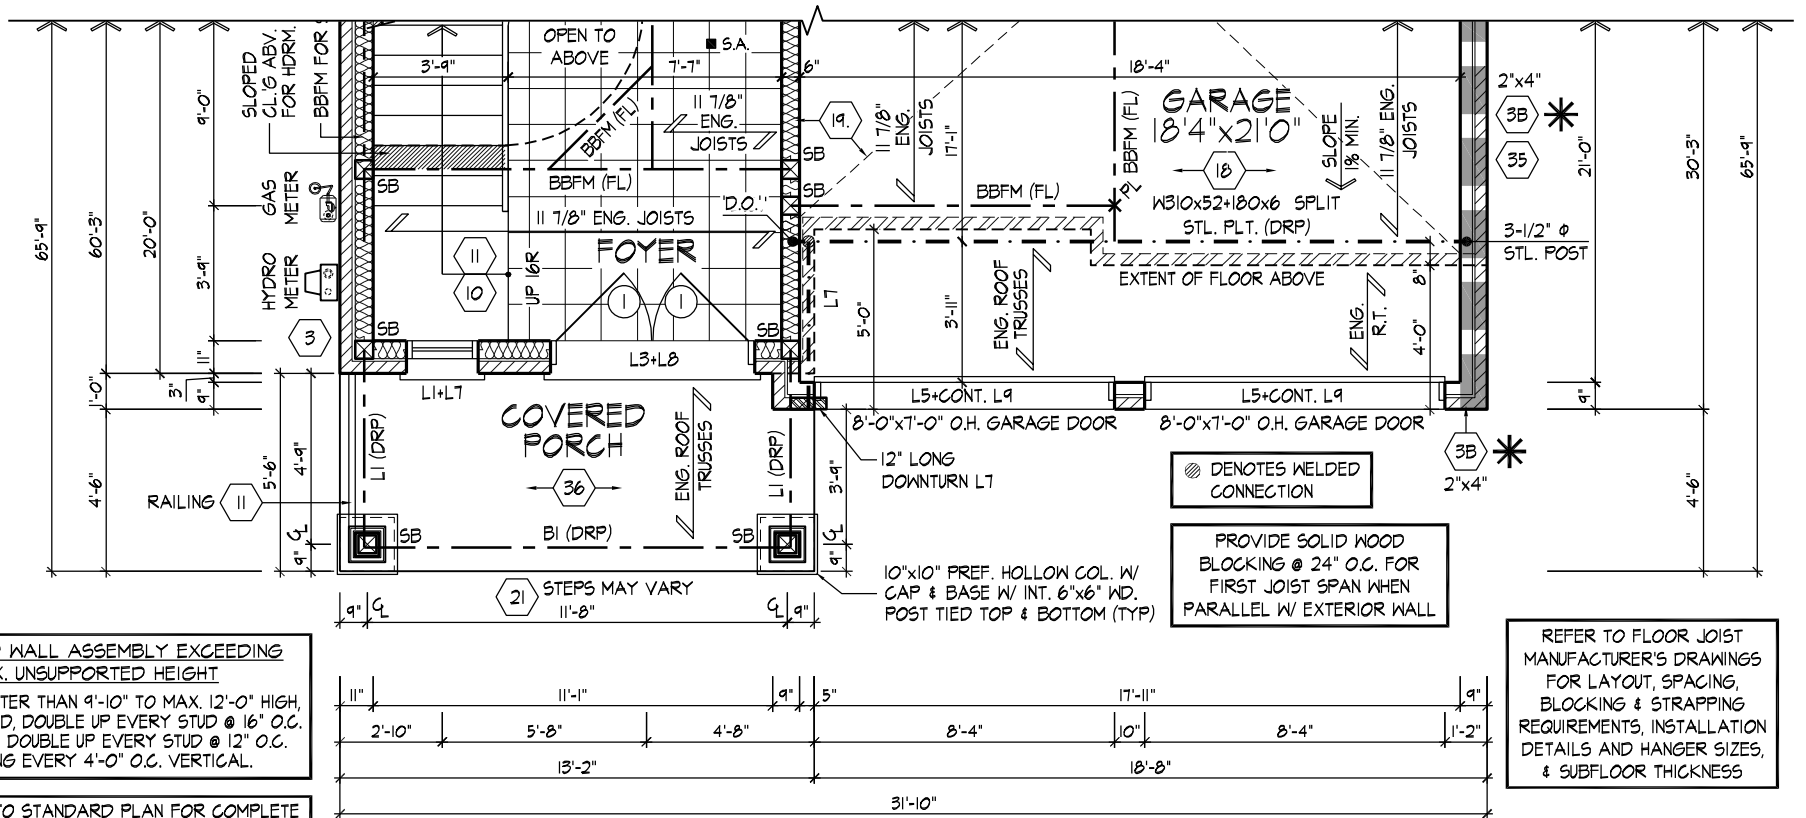 OPEN TO
ABOVE
S.A.
3'-9"
7'-7"
6"
18'-4"
SLOPED
CL.'G ABV.
FOR HDRM.
BBFM FOR
9'-0"
BBFM (FL)
11 7/8"
ENG.
JOISTS
19.
11 7/8"
ENG.
JOISTS
17'-1"
PL BBFM (FL)
GARAGE
18'4"x21'0"
18
SLOPE
1% MIN.
11 7/8" ENG.
JOISTS
2"x4"
3B
35
21'-0"
30'-3"
65'-9"
SB
SB
BBFM (FL)
SB
BBFM (FL)
W310x52+180x6 SPLIT
STL. PLT. (DRP)
GAS
METER
11 7/8" ENG. JOISTS
D.O.
65'-9"
60'-3"
20'-0"
3'-9"
HYDRO
METER
11
10
UP 16R
FOYER
1
1
3-1/2" φ
STL. POST
EXTENT OF FLOOR ABOVE
8"
L7
5'-0"
3'-11"
ENG. ROOF
TRUSSES
ENG.
R.T.
4'-0"
3
SB
SB
L3+L8
11"
3"
9"
1'-0"
L1+L7
L5+CONT. L9
L5+CONT. L9
8'-0"x7'-0" O.H. GARAGE DOOR
8'-0"x7'-0" O.H. GARAGE DOOR
9"
COVERED
PORCH
L1 (DRP)
L1 (DRP)
ENG. ROOF
TRUSSES
36
4'-6"
5'-6"
4'-9"
RAILING
11
3'-9"
12" LONG
DOWNTURN L7
DENOTES WELDED
CONNECTION
3B
2"x4"
4'-6"
CL
9"
SB
B1 (DRP)
SB
CL
9"
21
STEPS MAY VARY
10"x10" PREF. HOLLOW COL. W/
CAP & BASE W/ INT. 6"x6" WD.
POST TIED TOP & BOTTOM (TYP)
PROVIDE SOLID WOOD
BLOCKING @ 24" O.C. FOR
FIRST JOIST SPAN WHEN
PARALLEL W/ EXTERIOR WALL
9"
CL
11'-8"
CL
9"
WALL ASSEMBLY EXCEEDING
UNSUPPORTED HEIGHT
TER THAN 9'-10" TO MAX. 12'-0" HIGH,
D, DOUBLE UP EVERY STUD @ 16" O.C.
DOUBLE UP EVERY STUD @ 12" O.C.
NG EVERY 4'-0" O.C. VERTICAL.
TO STANDARD PLAN FOR COMPLETE
REFER TO FLOOR JOIST
MANUFACTURER'S DRAWINGS
FOR LAYOUT, SPACING,
BLOCKING & STRAPPING
REQUIREMENTS, INSTALLATION
DETAILS AND HANGER SIZES,
& SUBFLOOR THICKNESS
11"
11'-1"
9"
5"
17'-11"
9"
2'-10"
5'-8"
4'-8"
8'-4"
10"
8'-4"
1'-2"
13'-2"
18'-8"
31'-10"